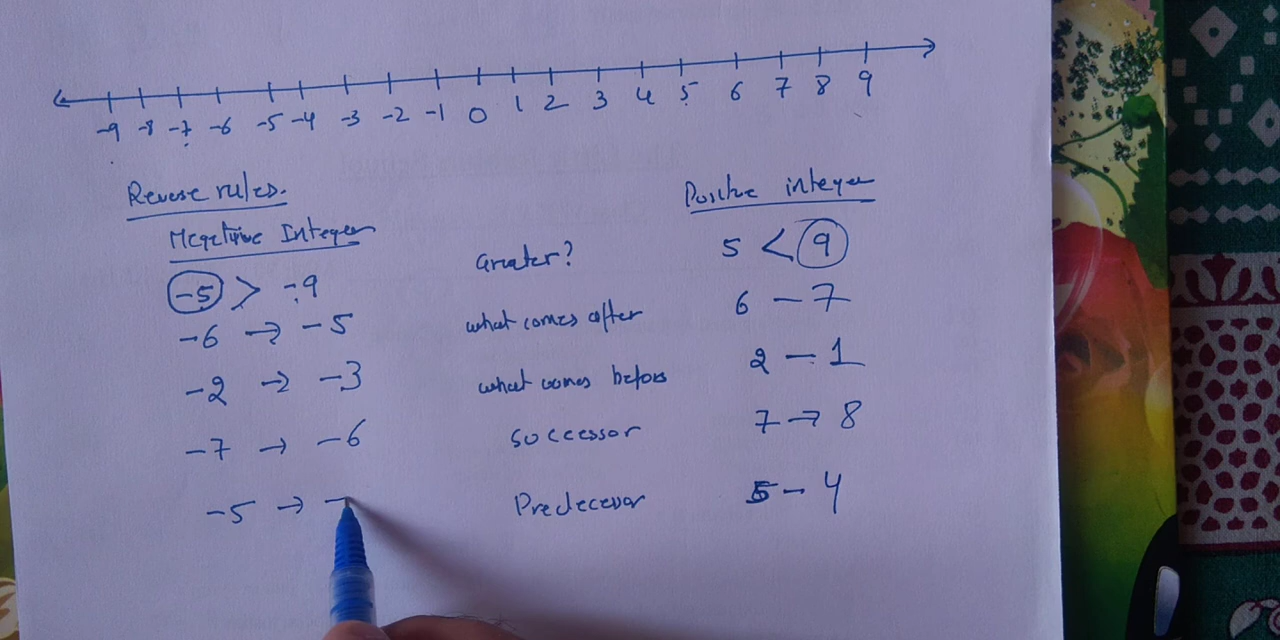 -9 -8 -7 -6 -5 -4 -3 -2 -1 0 1 2 3 4 5 6 7 8 9
Reverse rules. Positive integer
Negative Integer
-5 > -9 Greater? 5 < 9
-6 → -5 what comes after 6 - 7
-2 → -3 what comes before 2 - 1
-7 → -6 Successor 7 → 8
-5 → - Predecessor 5 - 4